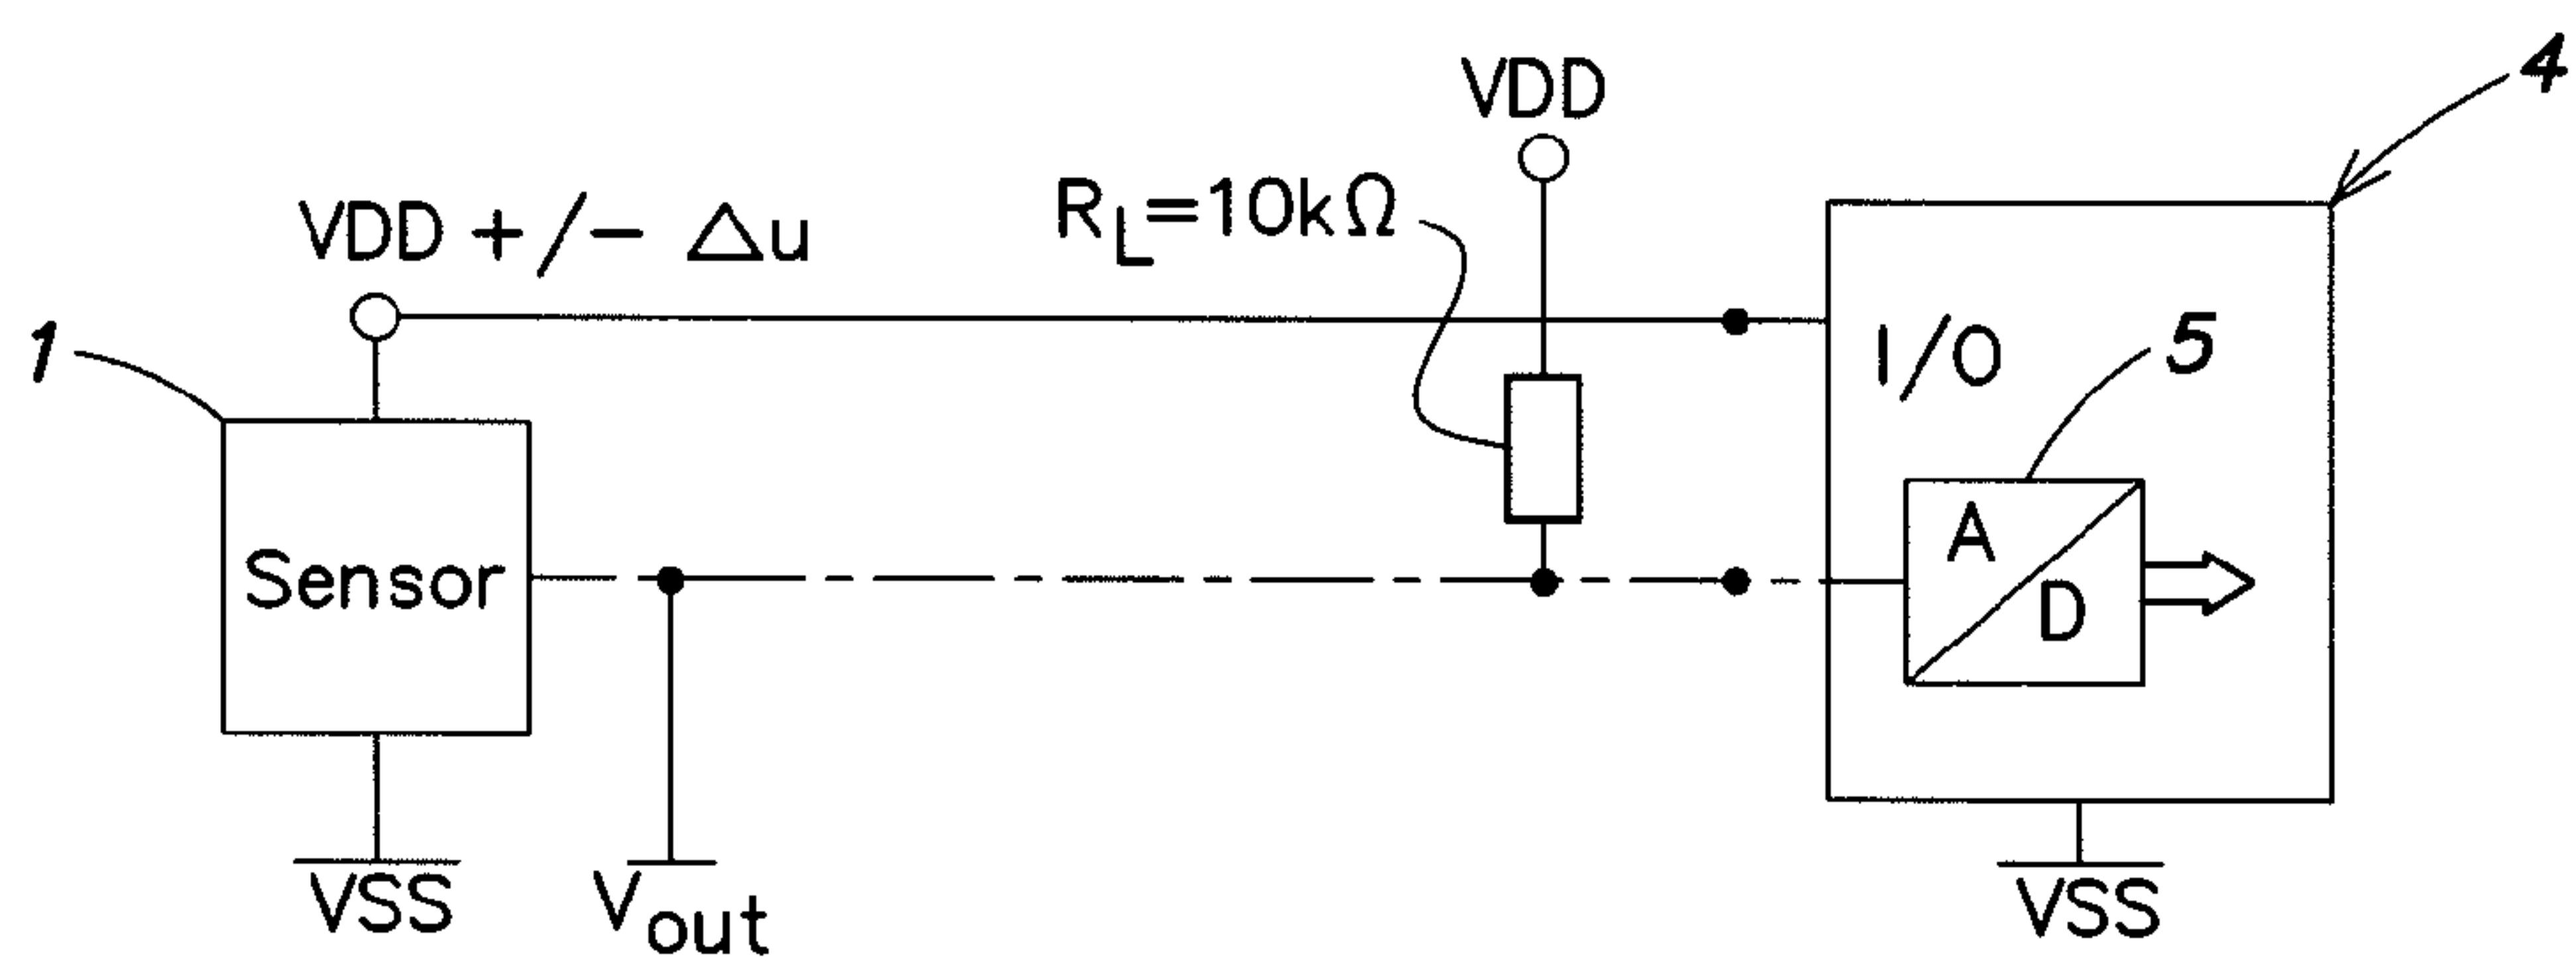 4
VDD
R_L=10kΩ
VDD +/- Δu
1
I/O
5
A
D
Sensor
VSS
V_out
VSS